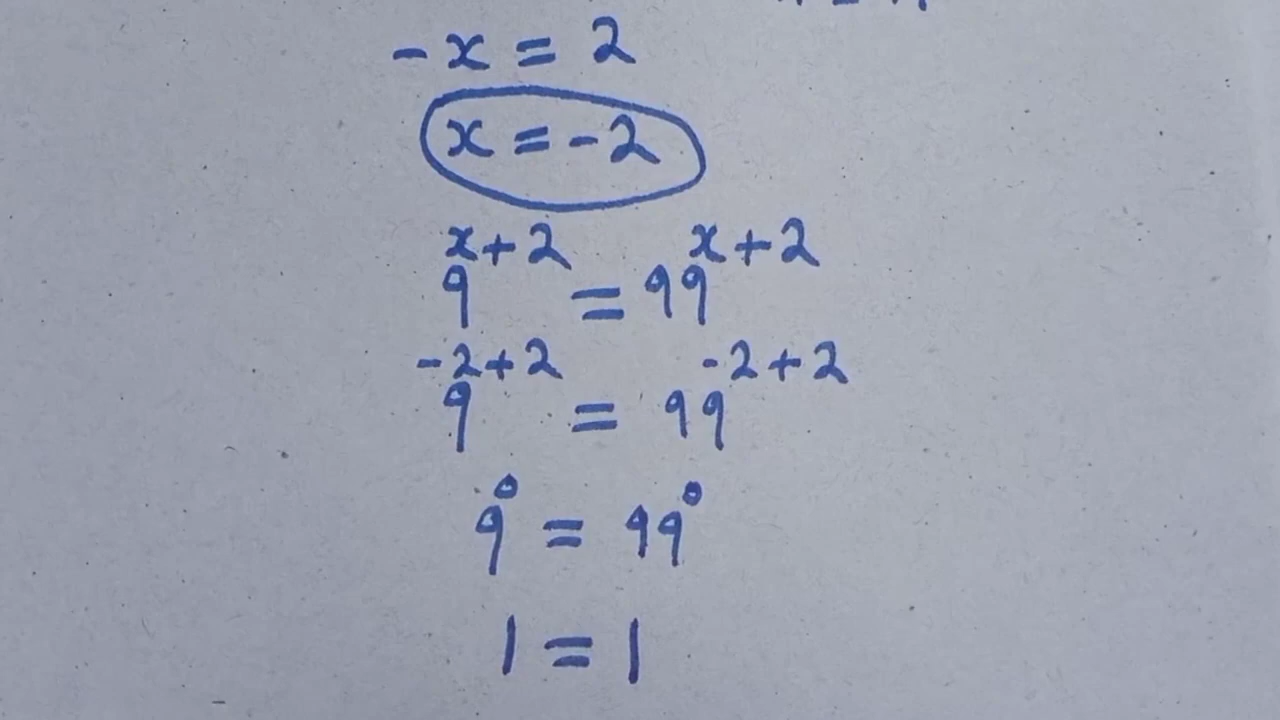 -x = 2
x = -2
9^{x+2} = 99^{x+2}
9^{-2+2} = 99^{-2+2}
9^0 = 99^0
1 = 1